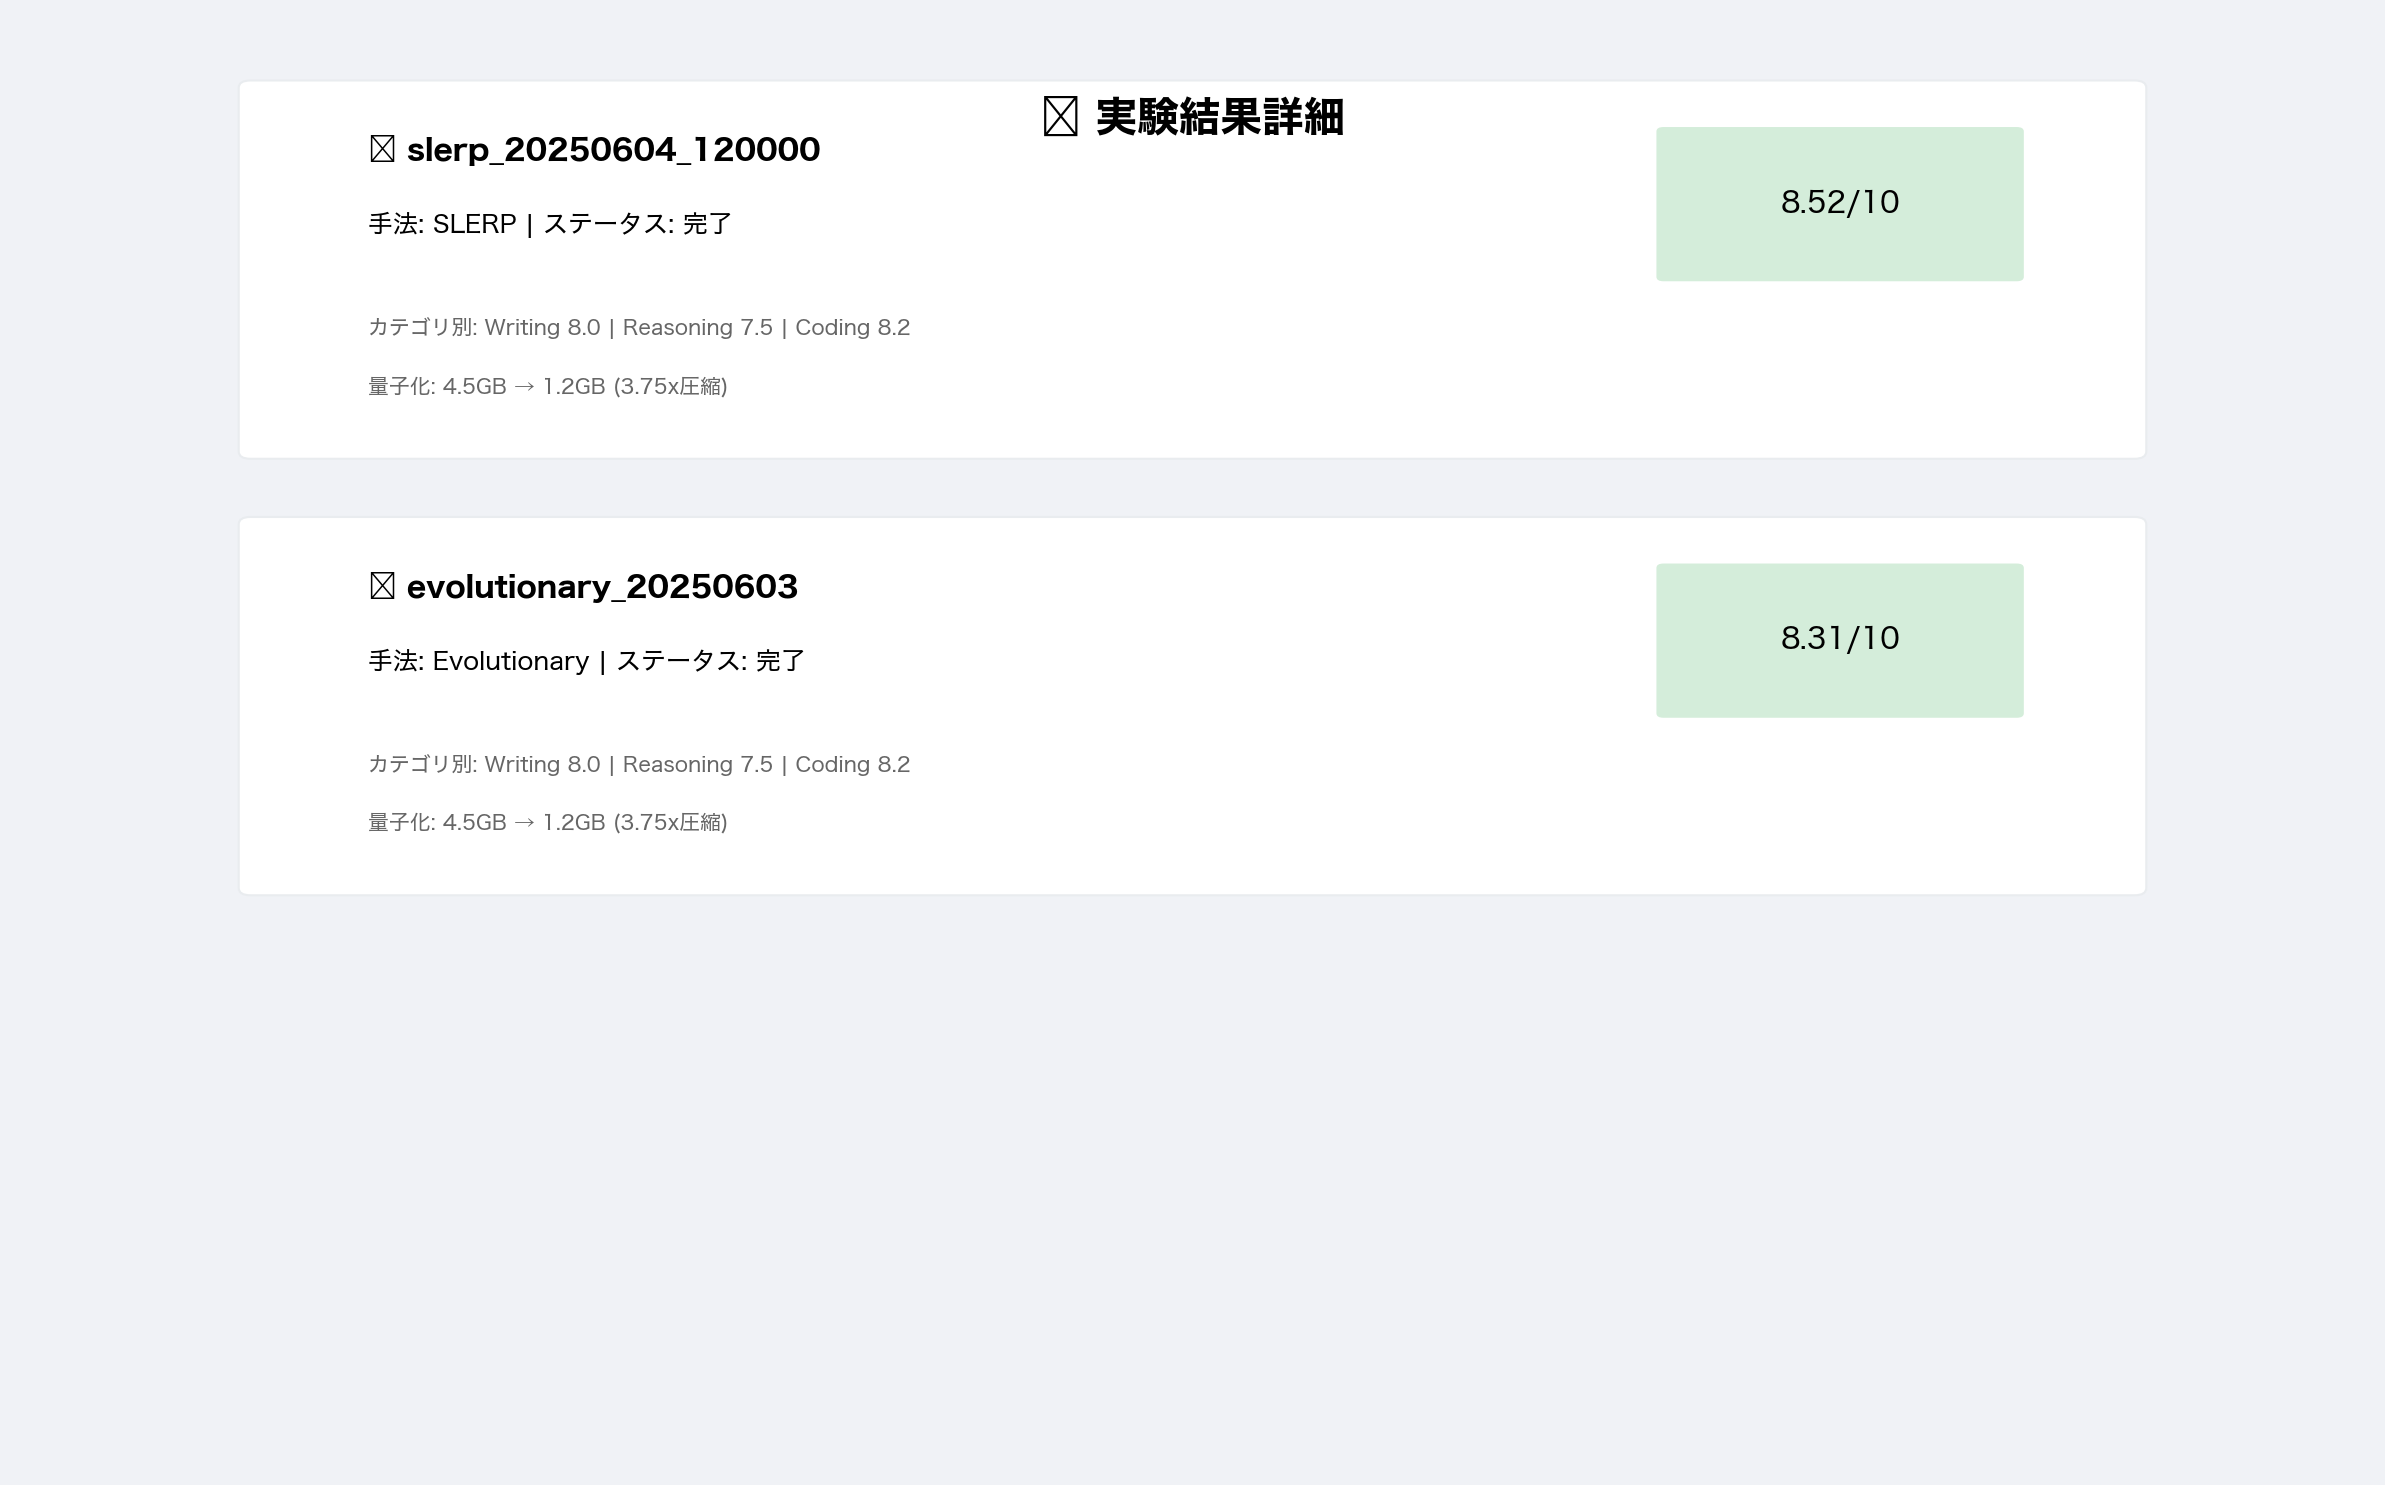 実験結果詳細
slerp_20250604_120000
手法: SLERP | ステータス: 完了
8.52/10
カテゴリ別: Writing 8.0 | Reasoning 7.5 | Coding 8.2
量子化: 4.5GB → 1.2GB (3.75x圧縮)
evolutionary_20250603
手法: Evolutionary | ステータス: 完了
8.31/10
カテゴリ別: Writing 8.0 | Reasoning 7.5 | Coding 8.2
量子化: 4.5GB → 1.2GB (3.75x圧縮)